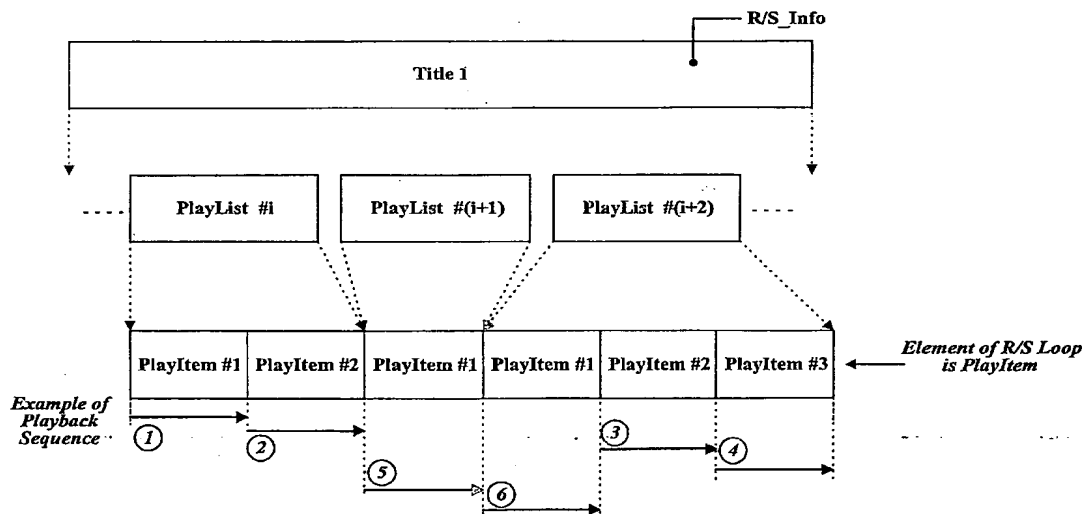 R/S_Info
Title 1
PlayList #i
PlayList #(i+1)
PlayList #(i+2)
PlayItem #1
PlayItem #2
PlayItem #1
PlayItem #1
PlayItem #2
PlayItem #3
Element of R/S Loop
is PlayItem
Example of
Playback
Sequence
1
2
3
4
5
6